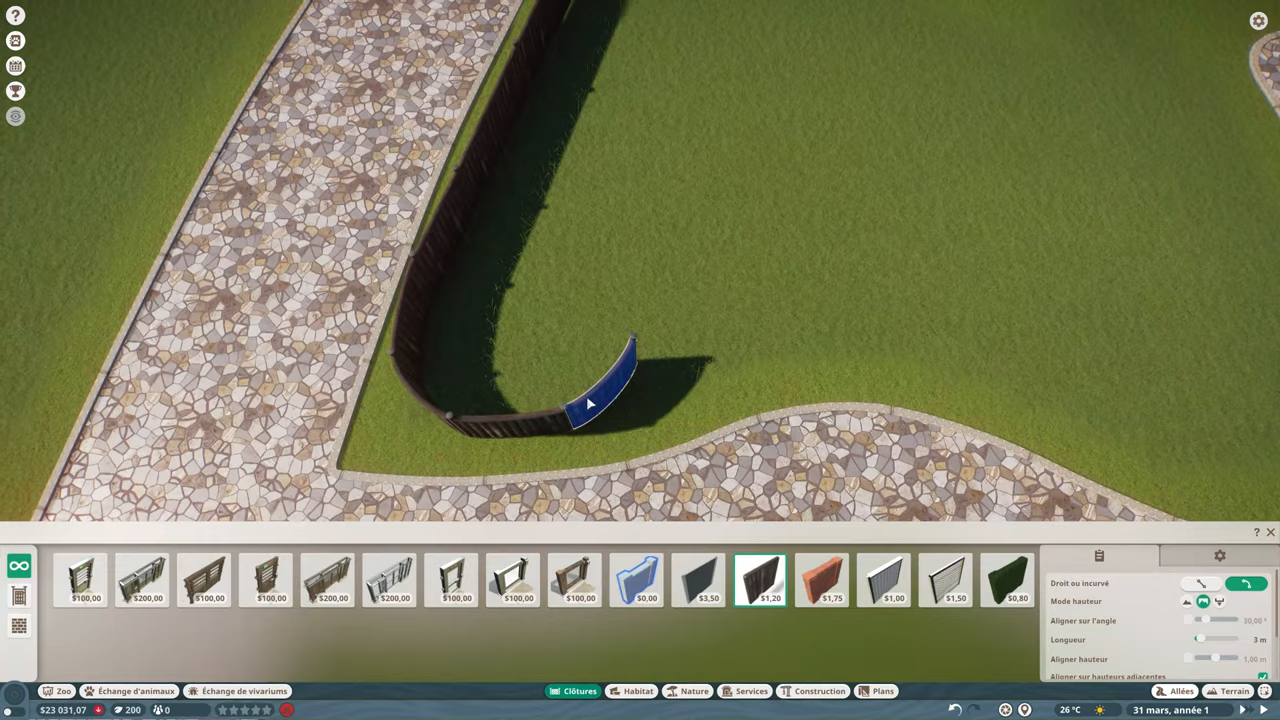 ?
? ×
$100,00 $200,00 $100,00 $100,00 $200,00 $200,00 $100,00 $100,00 $100,00 $0,00 $3,50 $1,20 $1,75 $1,00 $1,50 $0,80
Droit ou incurvé
Mode hauteur
Aligner sur l'angle 30,00 °
Longueur 3 m
Aligner hauteur 1,00 m
Aligner sur hauteurs adjacentes
Zoo Échange d'animaux Échange de vivariums Clôtures Habitat Nature Services Construction Plans Allées Terrain
$23 031,07 200 0 26 °C 31 mars, année 1